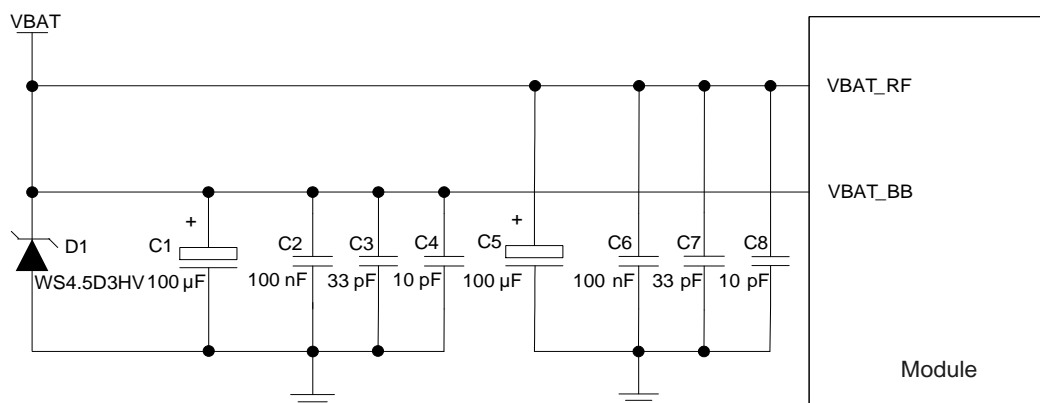 VBAT
VBAT_RF
VBAT_BB
+
+
D1
C1
C2
C3
C4
C5
C6
C7
C8
WS4.5D3HV
100 µF
100 nF
33 pF
10 pF
100 µF
100 nF
33 pF
10 pF
Module